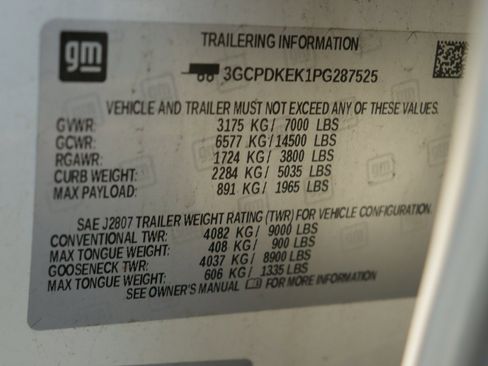 gm
TRAILERING INFORMATION
3GCPDKEK1PG287525
VEHICLE AND TRAILER MUST NOT EXCEED ANY OF THESE VALUES.
GVWR: 3175 KG/ 7000 LBS
GCWR: 6577 KG/14500 LBS
RGAWR: 1724 KG/ 3800 LBS
CURB WEIGHT: 2284 KG/ 5035 LBS
MAX PAYLOAD: 891 KG/ 1965 LBS
SAE J2807 TRAILER WEIGHT RATING (TWR) FOR VEHICLE CONFIGURATION.
CONVENTIONAL TWR: 4082 KG/ 9000 LBS
MAX TONGUE WEIGHT: 408 KG/ 900 LBS
GOOSENECK TWR: 4037 KG/ 8900 LBS
MAX TONGUE WEIGHT: 606 KG/ 1335 LBS
SEE OWNER'S MANUAL FOR MORE INFORMATION